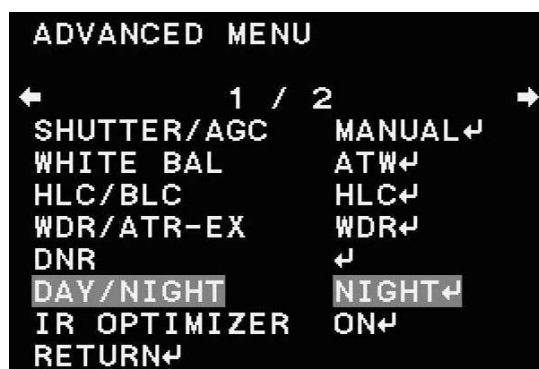 ADVANCED MENU
← 1 / 2 →
SHUTTER/AGC MANUAL↵
WHITE BAL ATW↵
HLC/BLC HLC↵
WDR/ATR-EX WDR↵
DNR ↵
DAY/NIGHT NIGHT↵
IR OPTIMIZER ON↵
RETURN↵